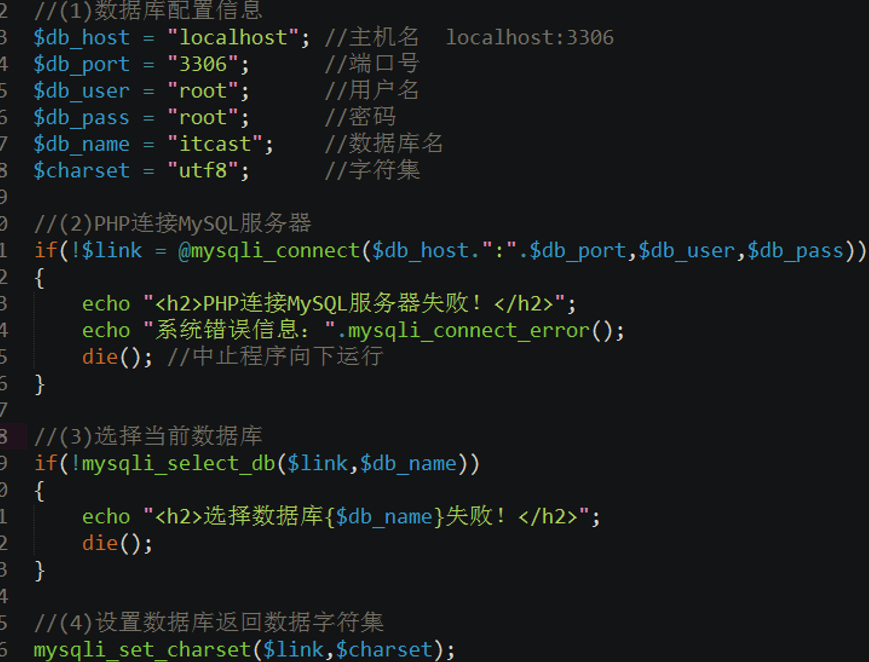 2 //(1)数据库配置信息
3 $db_host = "localhost"; //主机名  localhost:3306
4 $db_port = "3306";      //端口号
5 $db_user = "root";      //用户名
6 $db_pass = "root";      //密码
7 $db_name = "itcast";    //数据库名
8 $charset = "utf8";      //字符集
9
0 //(2)PHP连接MySQL服务器
1 if(!$link = @mysqli_connect($db_host.":".$db_port,$db_user,$db_pass))
2 {
3     echo "<h2>PHP连接MySQL服务器失败！</h2>";
4     echo "系统错误信息：".mysqli_connect_error();
5     die(); //中止程序向下运行
6 }
7
8 //(3)选择当前数据库
9 if(!mysqli_select_db($link,$db_name))
0 {
1     echo "<h2>选择数据库{$db_name}失败！</h2>";
2     die();
3 }
4
5 //(4)设置数据库返回数据字符集
6 mysqli_set_charset($link,$charset);